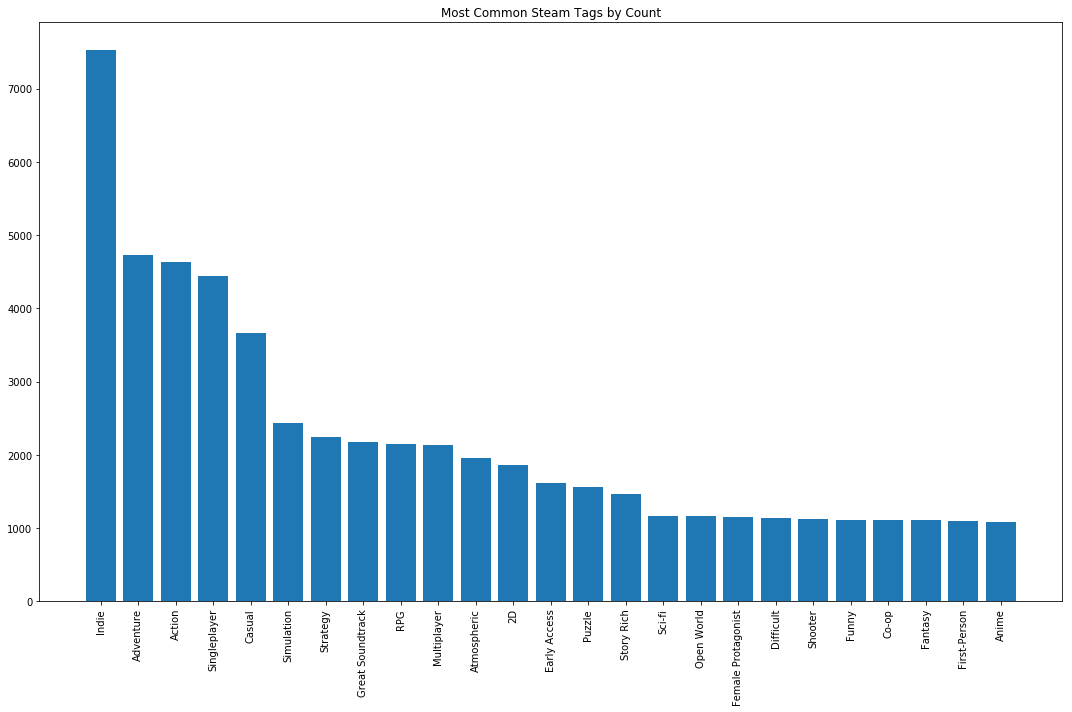 Most Common Steam Tags by Count
7000
6000
5000
4000
3000
2000
1000
0
Indie
Adventure
Action
Singleplayer
Casual
Simulation
Strategy
Great Soundtrack
RPG
Multiplayer
Atmospheric
2D
Early Access
Puzzle
Story Rich
Sci-fi
Open World
Female Protagonist
Difficult
Shooter
Funny
Co-op
Fantasy
First-Person
Anime